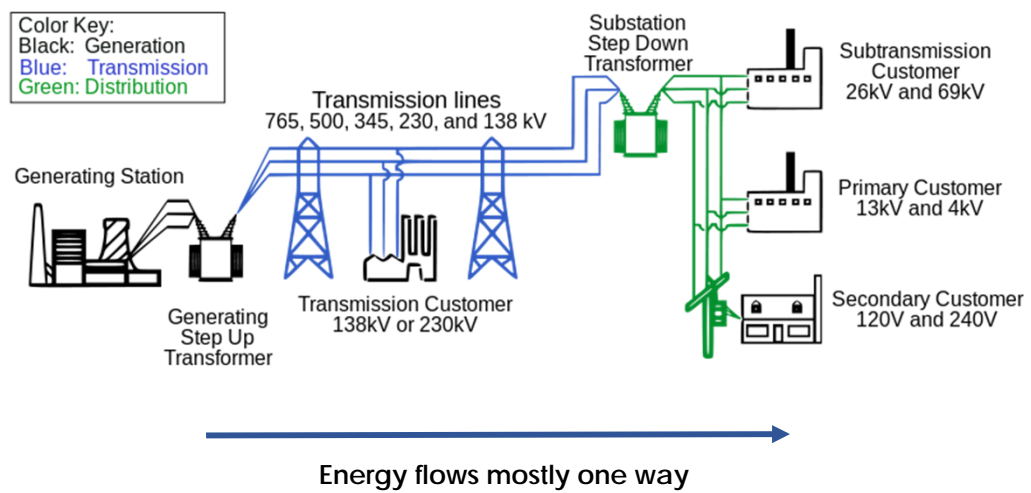 Color Key:
Black: Generation
Blue: Transmission
Green: Distribution
Substation
Step Down
Transformer
Subtransmission
Customer
26kV and 69kV
Transmission lines
765, 500, 345, 230, and 138 kV
Generating Station
Primary Customer
13kV and 4kV
Transmission Customer
138kV or 230kV
Secondary Customer
120V and 240V
Generating
Step Up
Transformer
Energy flows mostly one way